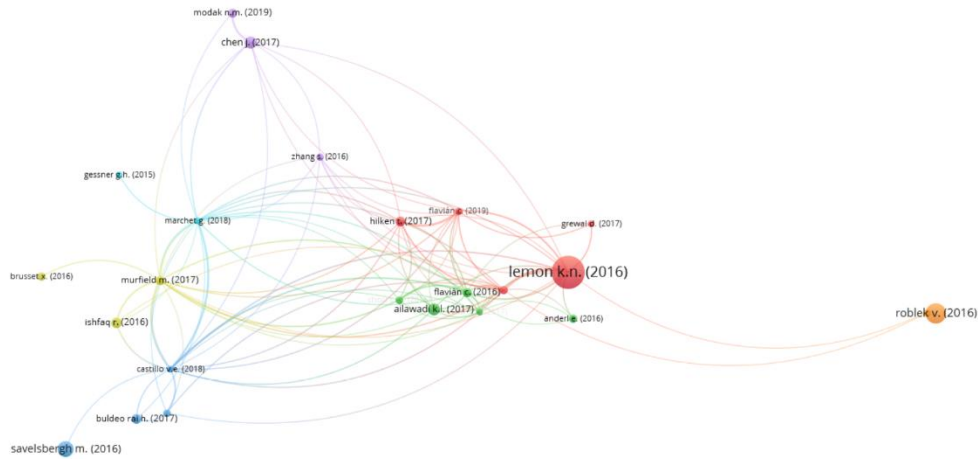 modak n.m. (2019)
chen j. (2017)
zhang s. (2016)
gessner g.h. (2015)
marchet g. (2018)
hilken t. (2017)
flavián c. (2019)
grewal d. (2017)
lemon k.n. (2016)
brusset x. (2016)
murfield m. (2017)
flavián c. (2016)
ailawadi k.l. (2017)
anderl e. (2016)
roblek v. (2016)
ishfaq r. (2016)
castillo v.e. (2018)
buldeo rai h. (2017)
savelsbergh m. (2016)